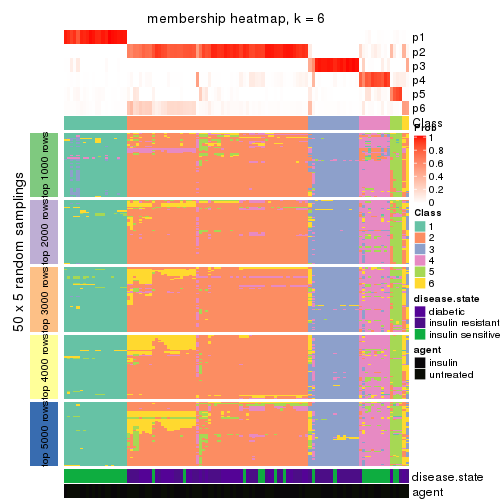 membership heatmap, k = 6
p1
p2
p3
p4
p5
p6
Class
50 x 5 random samplings
top 1000 rows
top 2000 rows
top 3000 rows
top 4000 rows
top 5000 rows
disease.state
agent
Prob
1
0.8
0.6
0.4
0.2
0
Class
1
2
3
4
5
6
disease.state
diabetic
insulin resistant
insulin sensitive
agent
insulin
untreated